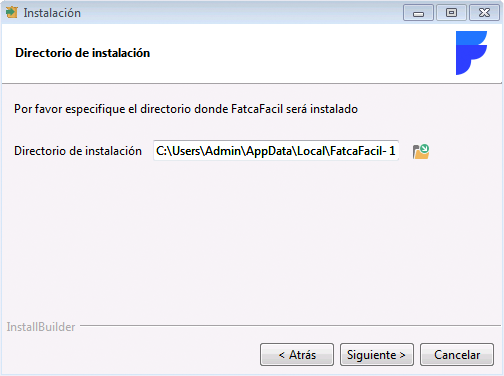 Instalación
Directorio de instalación
Por favor especifique el directorio donde FatcaFacil será instalado
Directorio de instalación C:\Users\Admin\AppData\Local\FatcaFacil- 1
InstallBuilder
< Atrás Siguiente > Cancelar